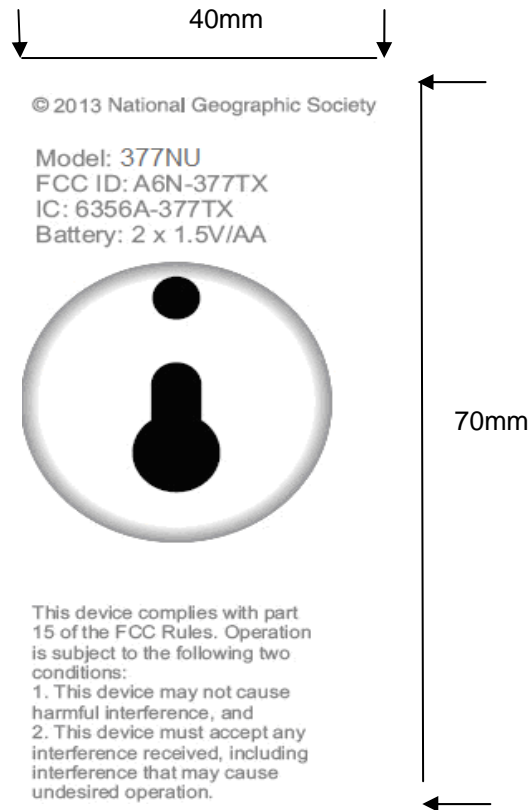 40mm
© 2013 National Geographic Society
Model: 377NU
FCC ID: A6N-377TX
IC: 6356A-377TX
Battery: 2 x 1.5V/AA
70mm
This device complies with part
15 of the FCC Rules. Operation
is subject to the following two
conditions:
1. This device may not cause
harmful interference, and
2. This device must accept any
interference received, including
interference that may cause
undesired operation.